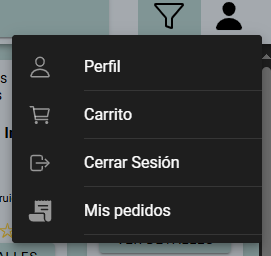 Perfil
Carrito
Cerrar Sesión
Mis pedidos